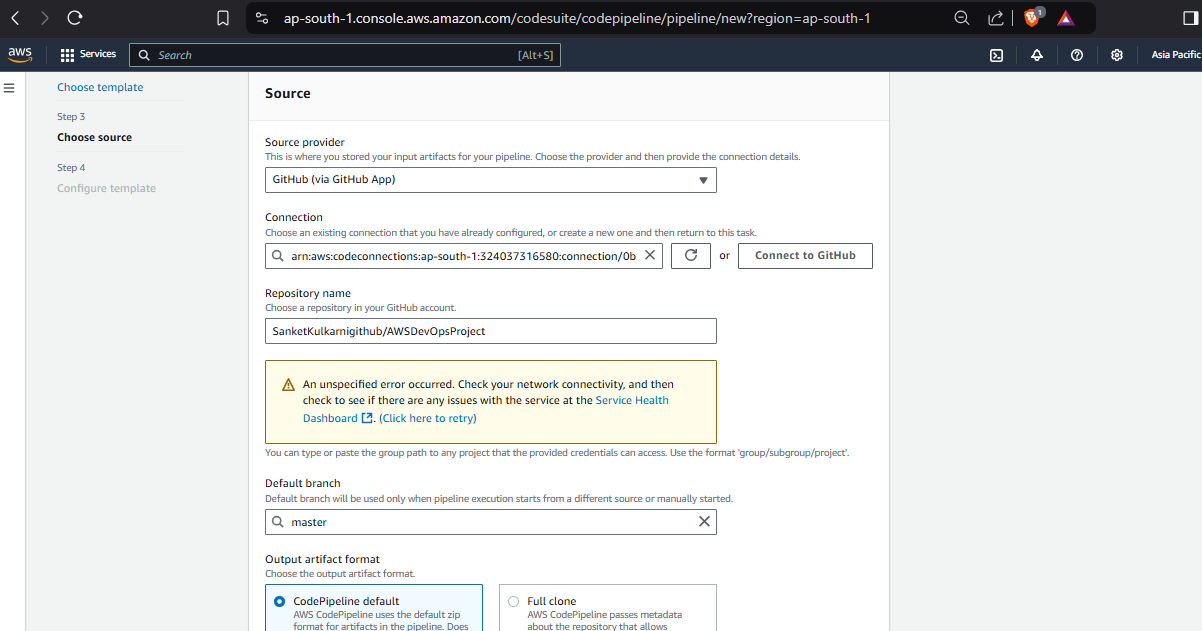 ap-south-1.console.aws.amazon.com/codesuite/codepipeline/pipeline/new?region=ap-south-1
1
aws
Services
Search
[Alt+S]
Asia Pacific
Choose template
Step 3
Choose source
Step 4
Configure template
Source
Source provider
This is where you stored your input artifacts for your pipeline. Choose the provider and then provide the connection details.
GitHub (via GitHub App)
Connection
Choose an existing connection that you have already configured, or create a new one and then return to this task.
arn:aws:codeconnections:ap-south-1:324037316580:connection/0b
or
Connect to GitHub
Repository name
Choose a repository in your GitHub account.
SanketKulkarnigithub/AWSDevOpsProject
An unspecified error occurred. Check your network connectivity, and then
check to see if there are any issues with the service at the Service Health
Dashboard. (Click here to retry)
You can type or paste the group path to any project that the provided credentials can access. Use the format 'group/subgroup/project'.
Default branch
Default branch will be used only when pipeline execution starts from a different source or manually started.
master
Output artifact format
Choose the output artifact format.
CodePipeline default
AWS CodePipeline uses the default zip
format for artifacts in the pipeline. Does
Full clone
AWS CodePipeline passes metadata
about the repository that allows